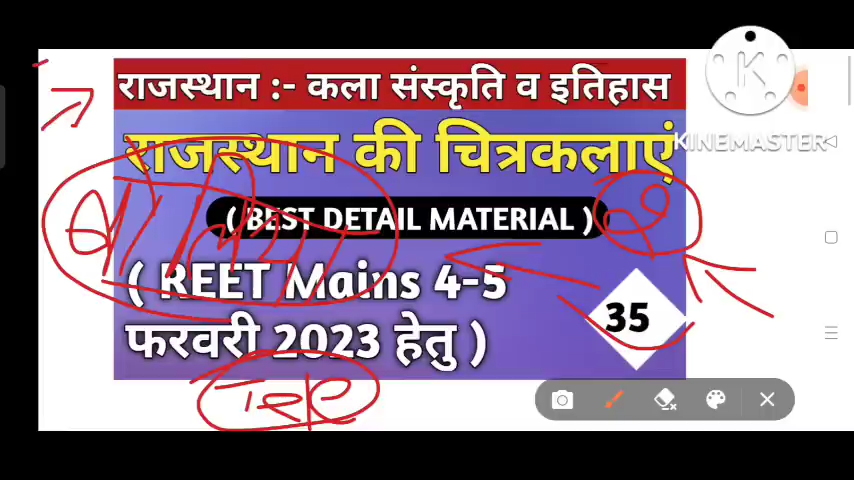 राजस्थान :- कला संस्कृति व इतिहास
राजस्थान की चित्रकलाएं
KINEMASTER
( BEST DETAIL MATERIAL )
( REET Mains 4-5
फरवरी 2023 हेतु )
35